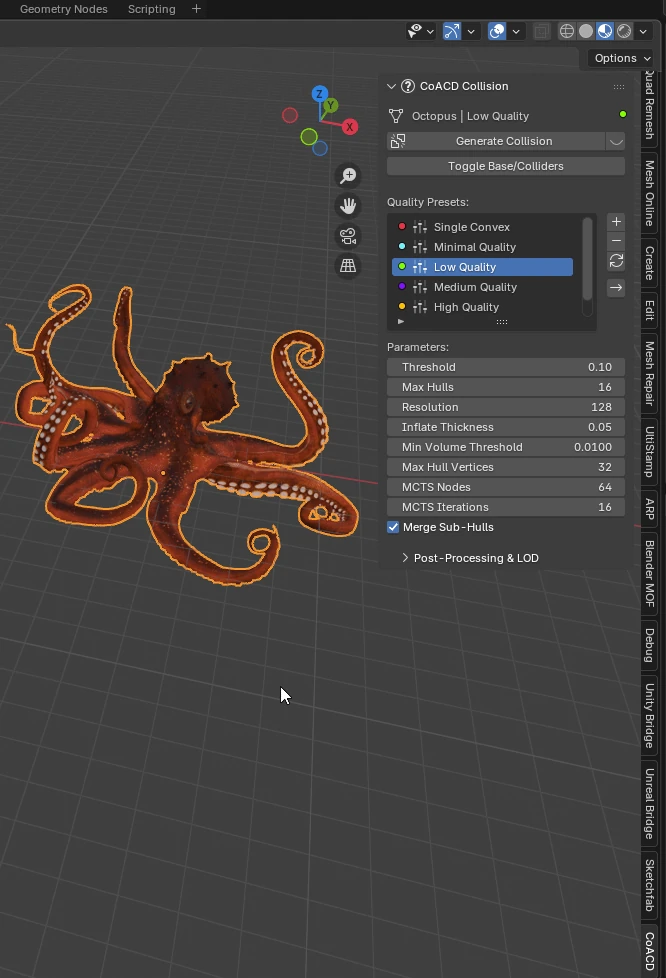 Geometry Nodes
Scripting
+
Options
Z
Y
X
CoACD Collision
Octopus | Low Quality
Generate Collision
Toggle Base/Colliders
Quality Presets:
Single Convex
Minimal Quality
Low Quality
Medium Quality
High Quality
Parameters:
Threshold 0.10
Max Hulls 16
Resolution 128
Inflate Thickness 0.05
Min Volume Threshold 0.0100
Max Hull Vertices 32
MCTS Nodes 64
MCTS Iterations 16
Merge Sub-Hulls
Post-Processing & LOD
Quad Remesh
Mesh Online
Create
Edit
Mesh Repair
UltiStamp
ARP
Blender MOF
Debug
Unity Bridge
Unreal Bridge
Sketchfab
CoACD